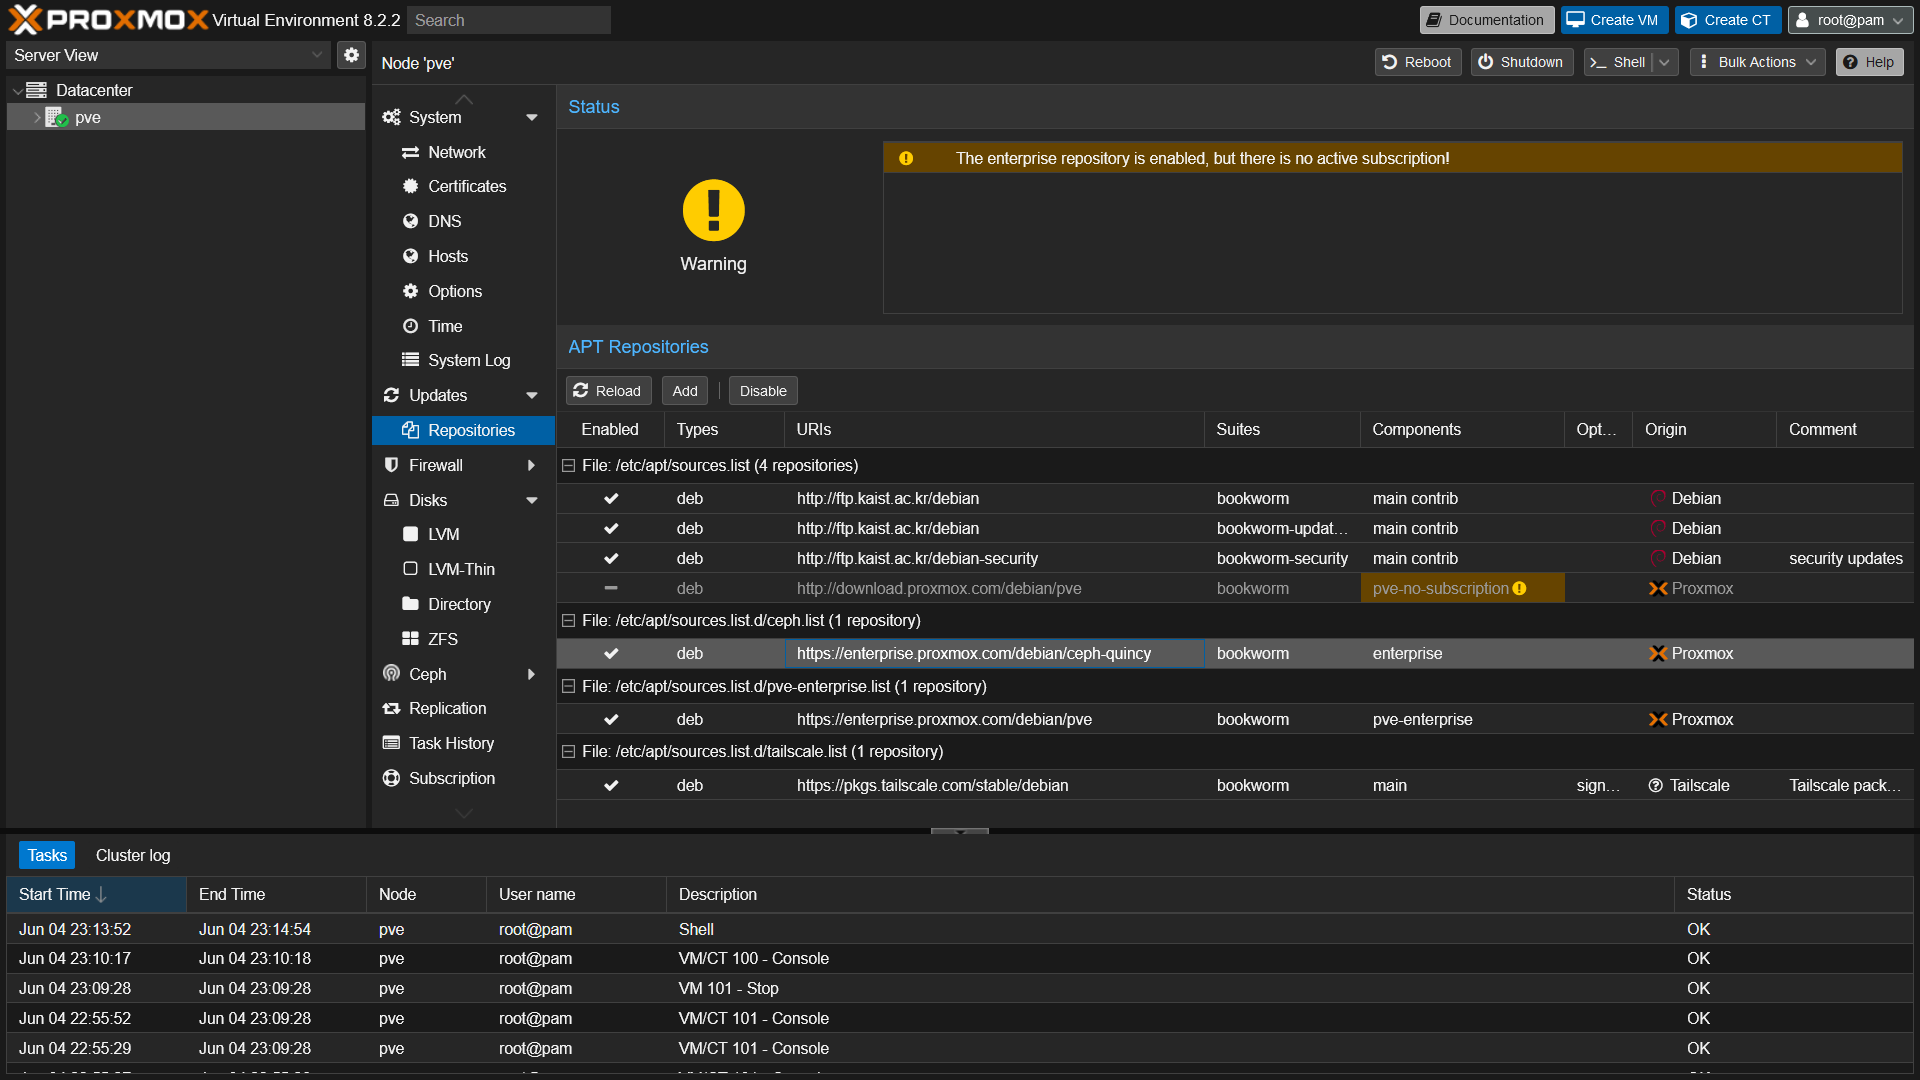 PROXMOX Virtual Environment 8.2.2 Search Documentation Create VM Create CT root@pam
Server View
Node 'pve' Reboot Shutdown Shell Bulk Actions Help
Datacenter
pve
System
Network
Certificates
DNS
Hosts
Options
Time
System Log
Updates
Repositories
Firewall
Disks
LVM
LVM-Thin
Directory
ZFS
Ceph
Replication
Task History
Subscription
Status
Warning
The enterprise repository is enabled, but there is no active subscription!
APT Repositories
Reload Add Disable
Enabled Types URIs Suites Components Opt... Origin Comment
File: /etc/apt/sources.list (4 repositories)
deb http://ftp.kaist.ac.kr/debian bookworm main contrib Debian
deb http://ftp.kaist.ac.kr/debian bookworm-updat... main contrib Debian
deb http://ftp.kaist.ac.kr/debian-security bookworm-security main contrib Debian security updates
deb http://download.proxmox.com/debian/pve bookworm pve-no-subscription Proxmox
File: /etc/apt/sources.list.d/ceph.list (1 repository)
deb https://enterprise.proxmox.com/debian/ceph-quincy bookworm enterprise Proxmox
File: /etc/apt/sources.list.d/pve-enterprise.list (1 repository)
deb https://enterprise.proxmox.com/debian/pve bookworm pve-enterprise Proxmox
File: /etc/apt/sources.list.d/tailscale.list (1 repository)
deb https://pkgs.tailscale.com/stable/debian bookworm main sign... Tailscale Tailscale pack...
Tasks Cluster log
Start Time End Time Node User name Description Status
Jun 04 23:13:52 Jun 04 23:14:54 pve root@pam Shell OK
Jun 04 23:10:17 Jun 04 23:10:18 pve root@pam VM/CT 100 - Console OK
Jun 04 23:09:28 Jun 04 23:09:28 pve root@pam VM 101 - Stop OK
Jun 04 22:55:52 Jun 04 23:09:28 pve root@pam VM/CT 101 - Console OK
Jun 04 22:55:29 Jun 04 23:09:28 pve root@pam VM/CT 101 - Console OK